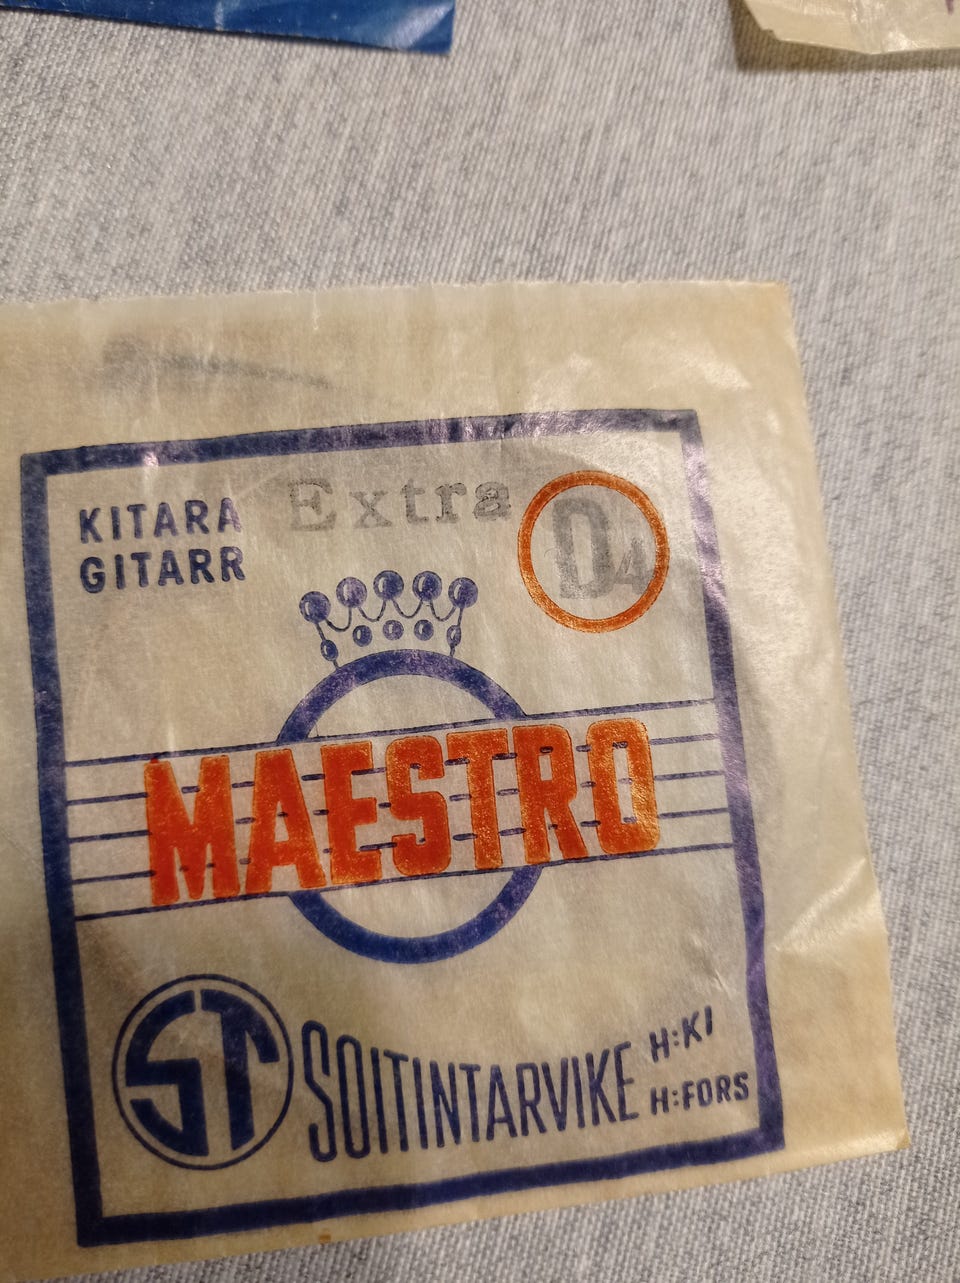 KITARA
GITARR
Extra
D4
MAESTRO
ST
SOITINTARVIKE
H:KI
H:FORS